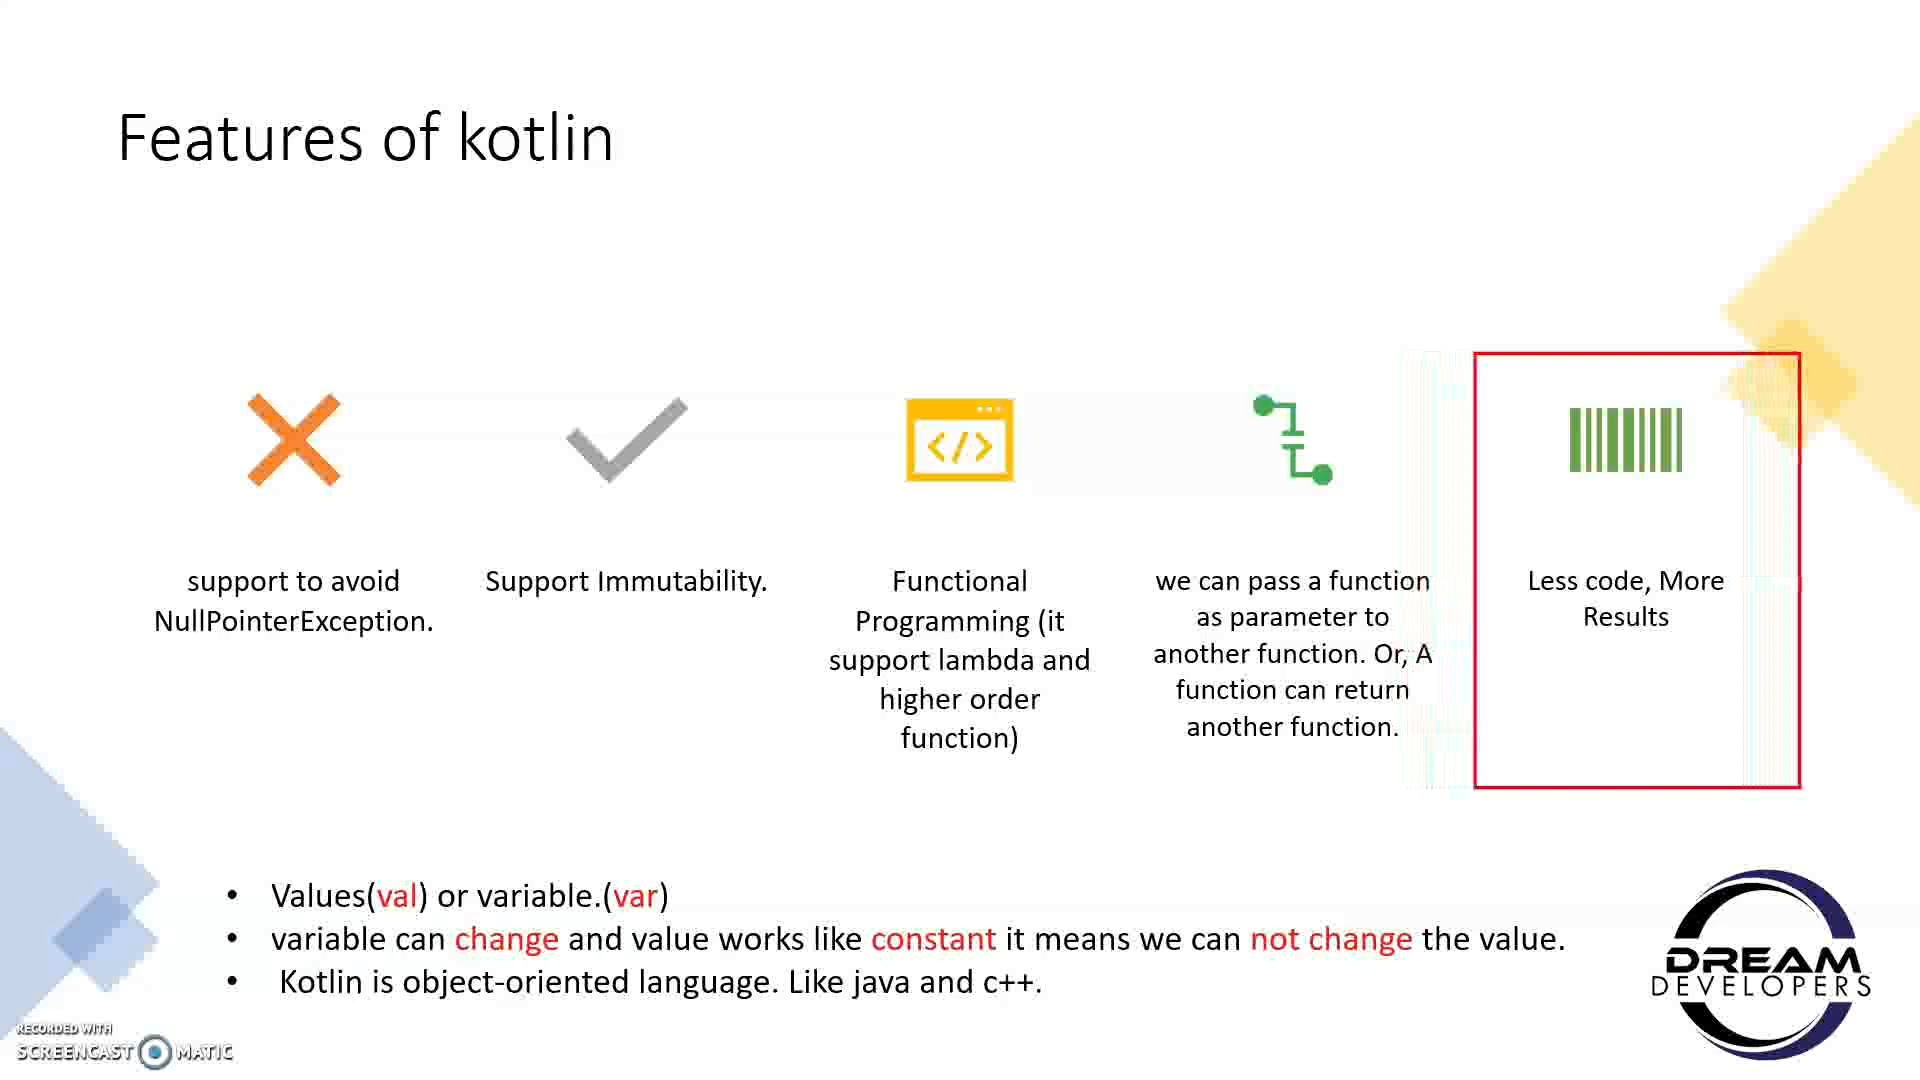 Features of kotlin
support to avoid
NullPointerException.
Support Immutability.
Functional
Programming (it
support lambda and
higher order
function)
we can pass a function
as parameter to
another function. Or, A
function can return
another function.
Less code, More
Results
• Values(val) or variable.(var)
• variable can change and value works like constant it means we can not change the value.
• Kotlin is object-oriented language. Like java and c++.
DREAM
DEVELOPERS
RECORDED WITH
SCREENCAST MATIC